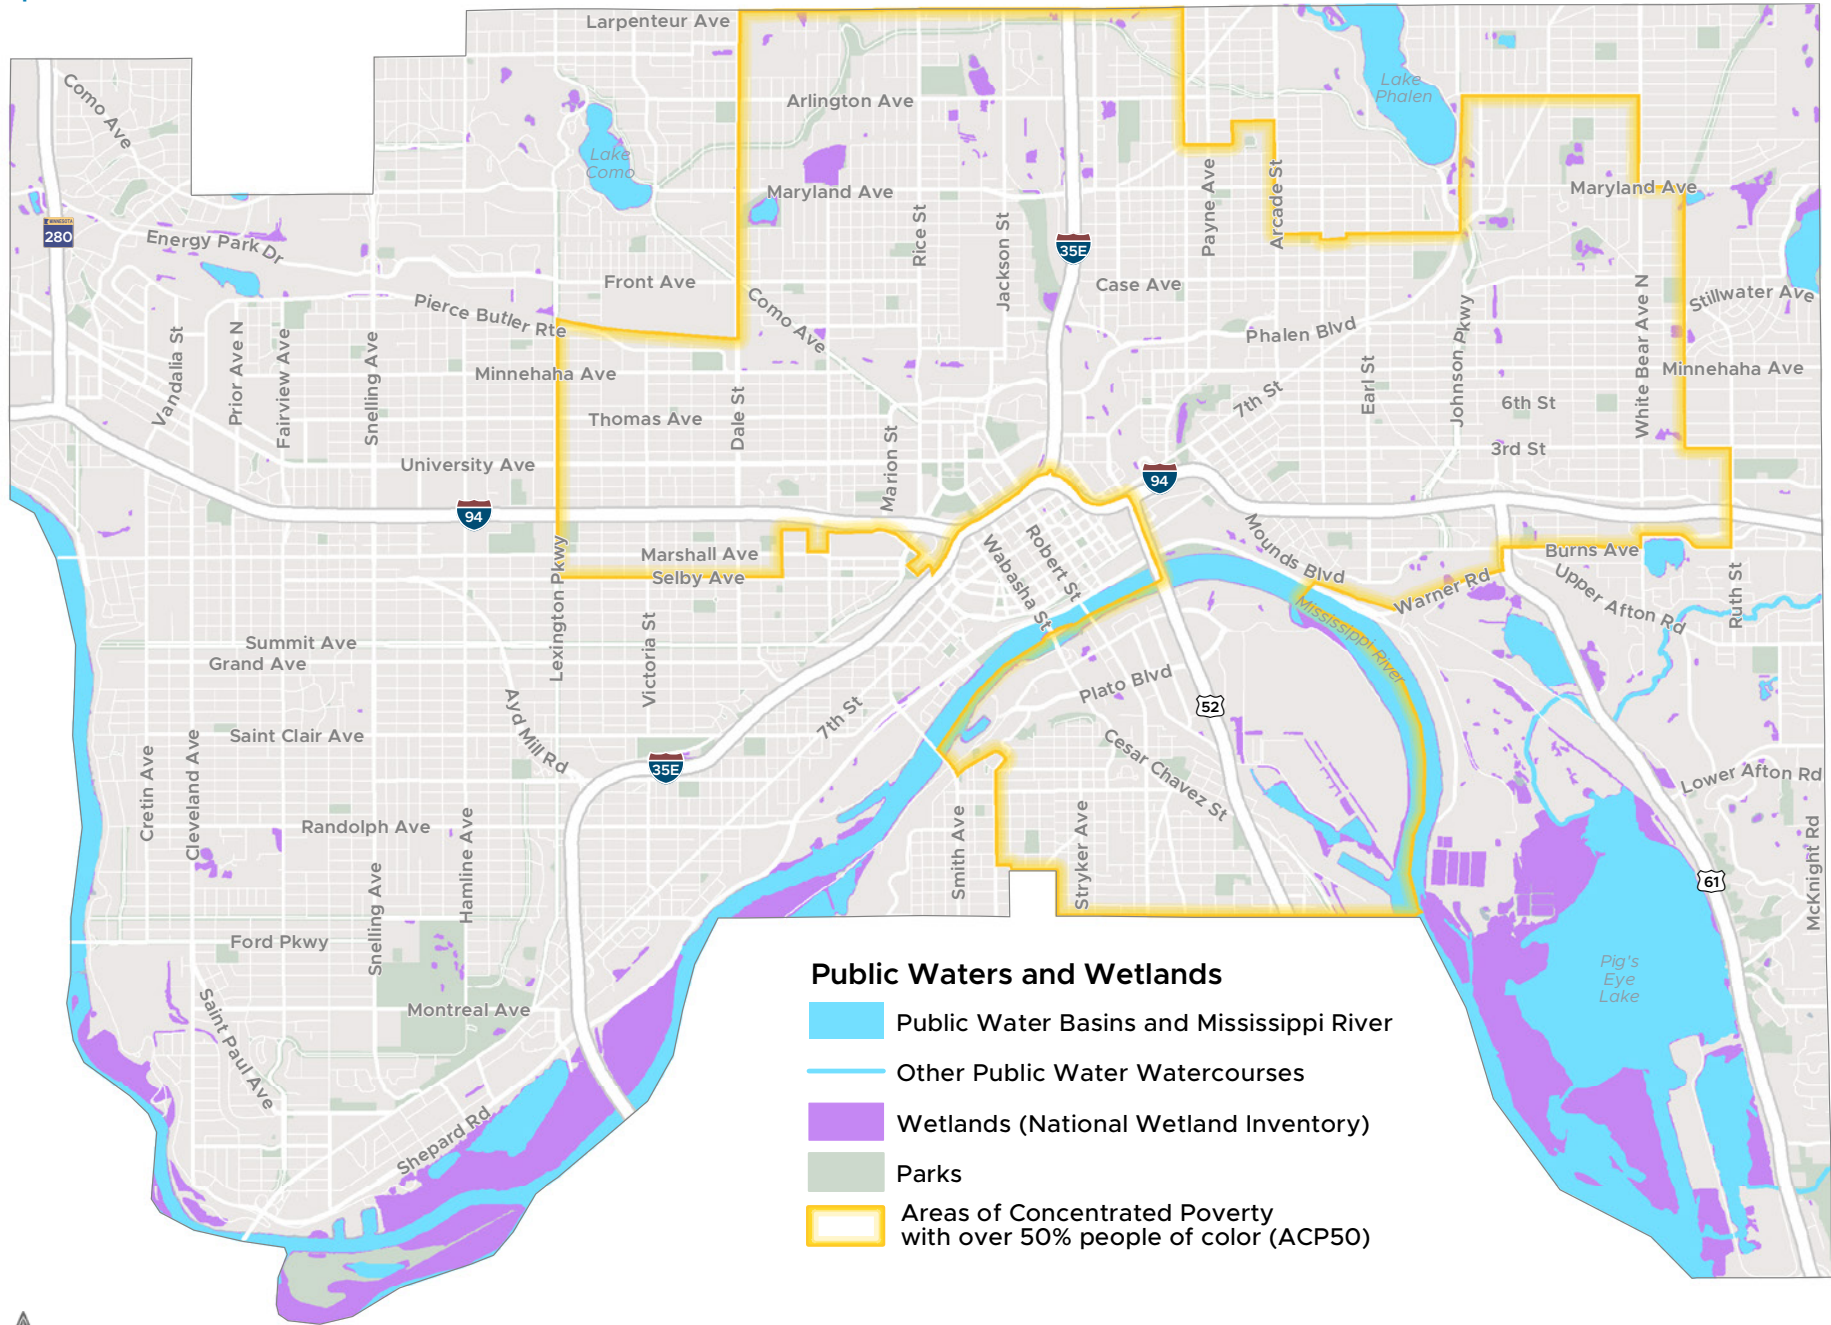 Larpenteur Ave
Como Ave
Arlington Ave
Lake
Phalen
Lake
Como
Maryland Ave
Maryland Ave
Payne Ave
Arcade St
Rice St
Jackson St
MINNESOTA
280
Energy Park Dr
35E
Front Ave
Case Ave
Como Ave
Stillwater Ave
Pierce Butler Rte
Phalen Blvd
Johnson Pkwy
White Bear Ave N
Vandalia St
Prior Ave N
Fairview Ave
Snelling Ave
Minnehaha Ave
Minnehaha Ave
Earl St
Dale St
7th St
6th St
Thomas Ave
Marion St
3rd St
University Ave
94
94
Robert St
Wabasha St
Mounds Blvd
Marshall Ave
Selby Ave
Burns Ave
Warner Rd
Upper Afton Rd
Ruth St
Lexington Pkwy
Victoria St
Mississippi River
Summit Ave
Grand Ave
Plato Blvd
52
Ayd Mill Rd
7th St
Saint Clair Ave
Cesar Chavez St
35E
Lower Afton Rd
Cretin Ave
Cleveland Ave
Randolph Ave
Hamline Ave
Smith Ave
Stryker Ave
McKnight Rd
61
Snelling Ave
Ford Pkwy
Pig's
Eye
Lake
Montreal Ave
Saint Paul Ave
Shepard Rd
Public Waters and Wetlands
Public Water Basins and Mississippi River
Other Public Water Watercourses
Wetlands (National Wetland Inventory)
Parks
Areas of Concentrated Poverty
with over 50% people of color (ACP50)